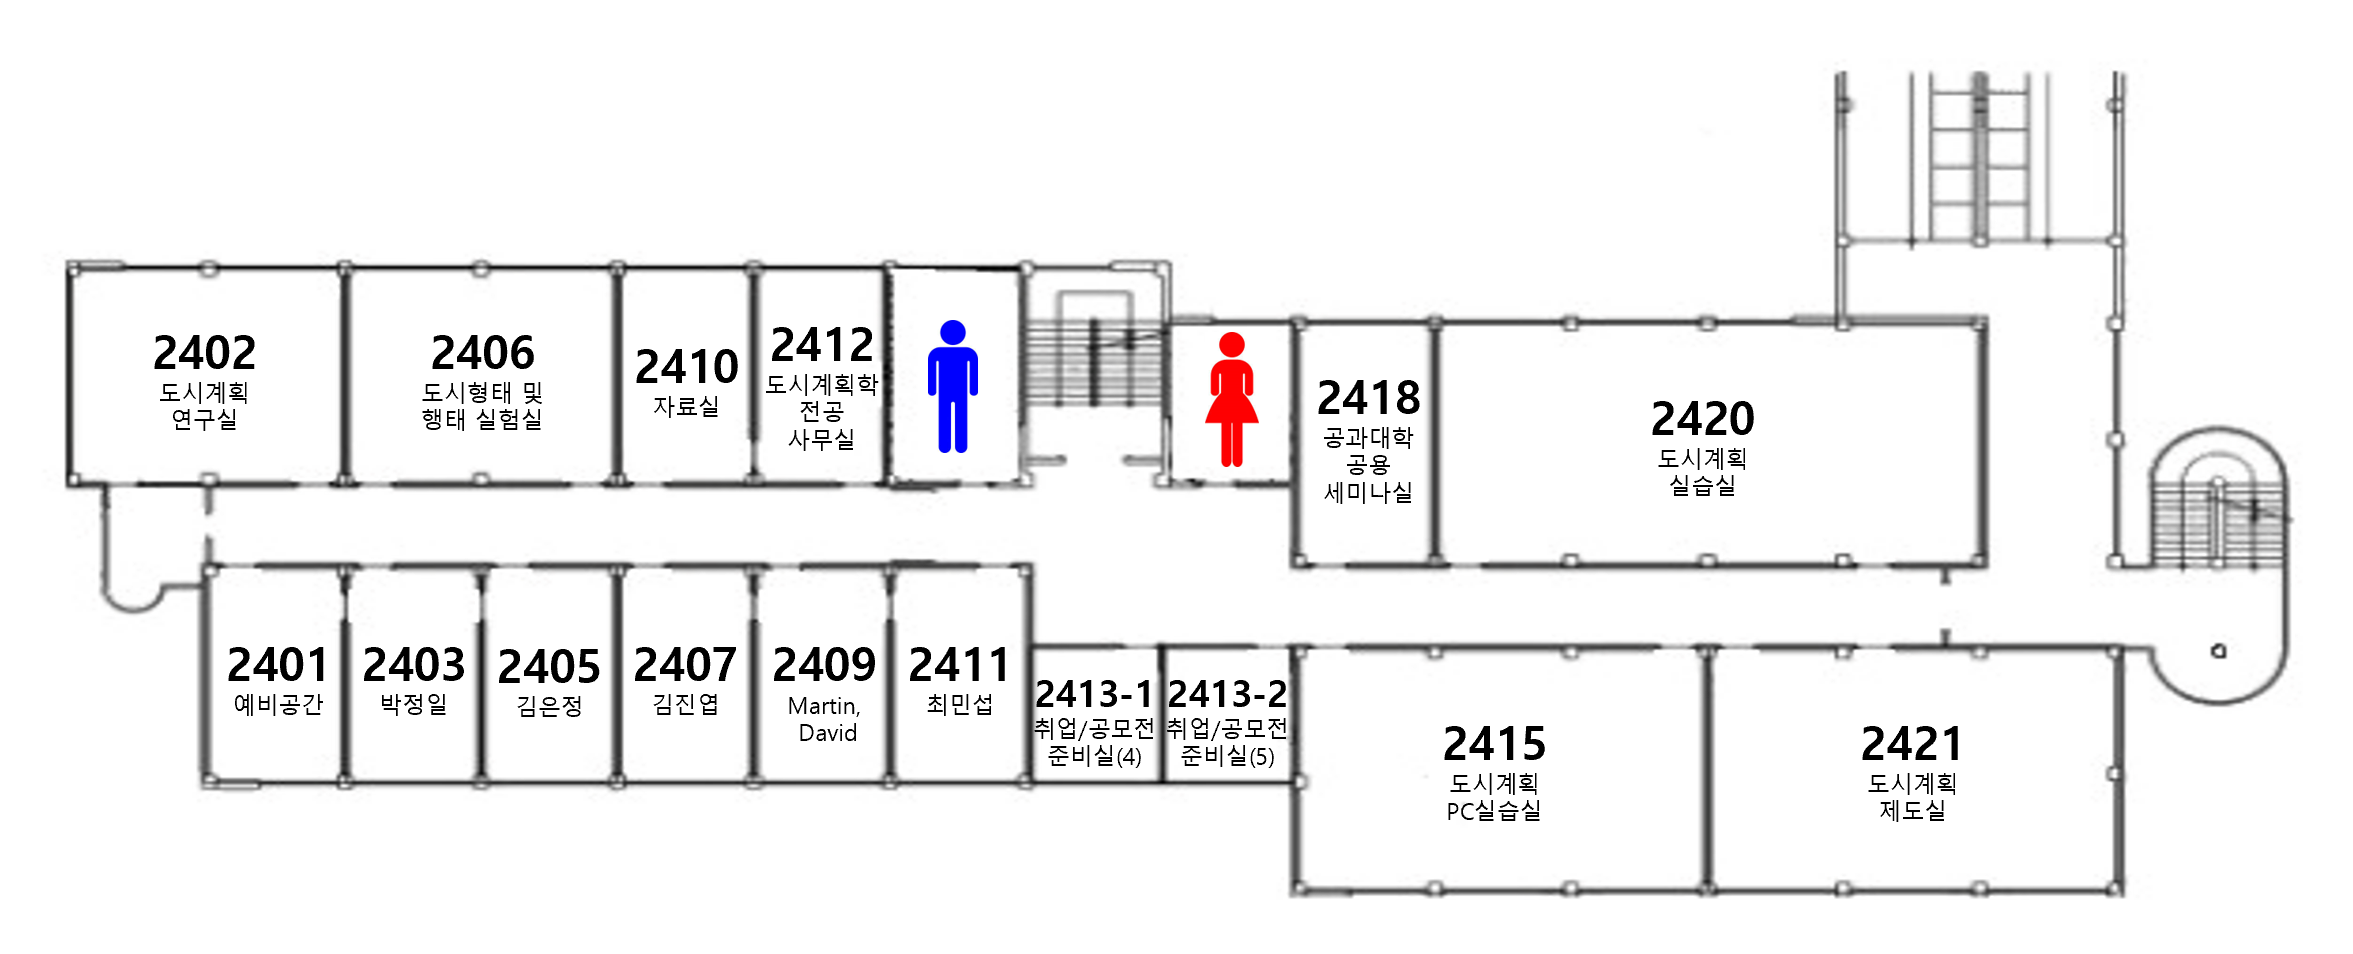 2402
도시계획
연구실
2406
도시형태 및
행태 실험실
2410
자료실
2412
도시계획학
전공
사무실
2418
공과대학
공용
세미나실
2420
도시계획
실습실
2401
예비공간
2403
박정일
2405
김은정
2407
김진엽
2409
Martin,
David
2411
최민섭
2413-1
취업/공모전
준비실(4)
2413-2
취업/공모전
준비실(5)
2415
도시계획
PC실습실
2421
도시계획
제도실